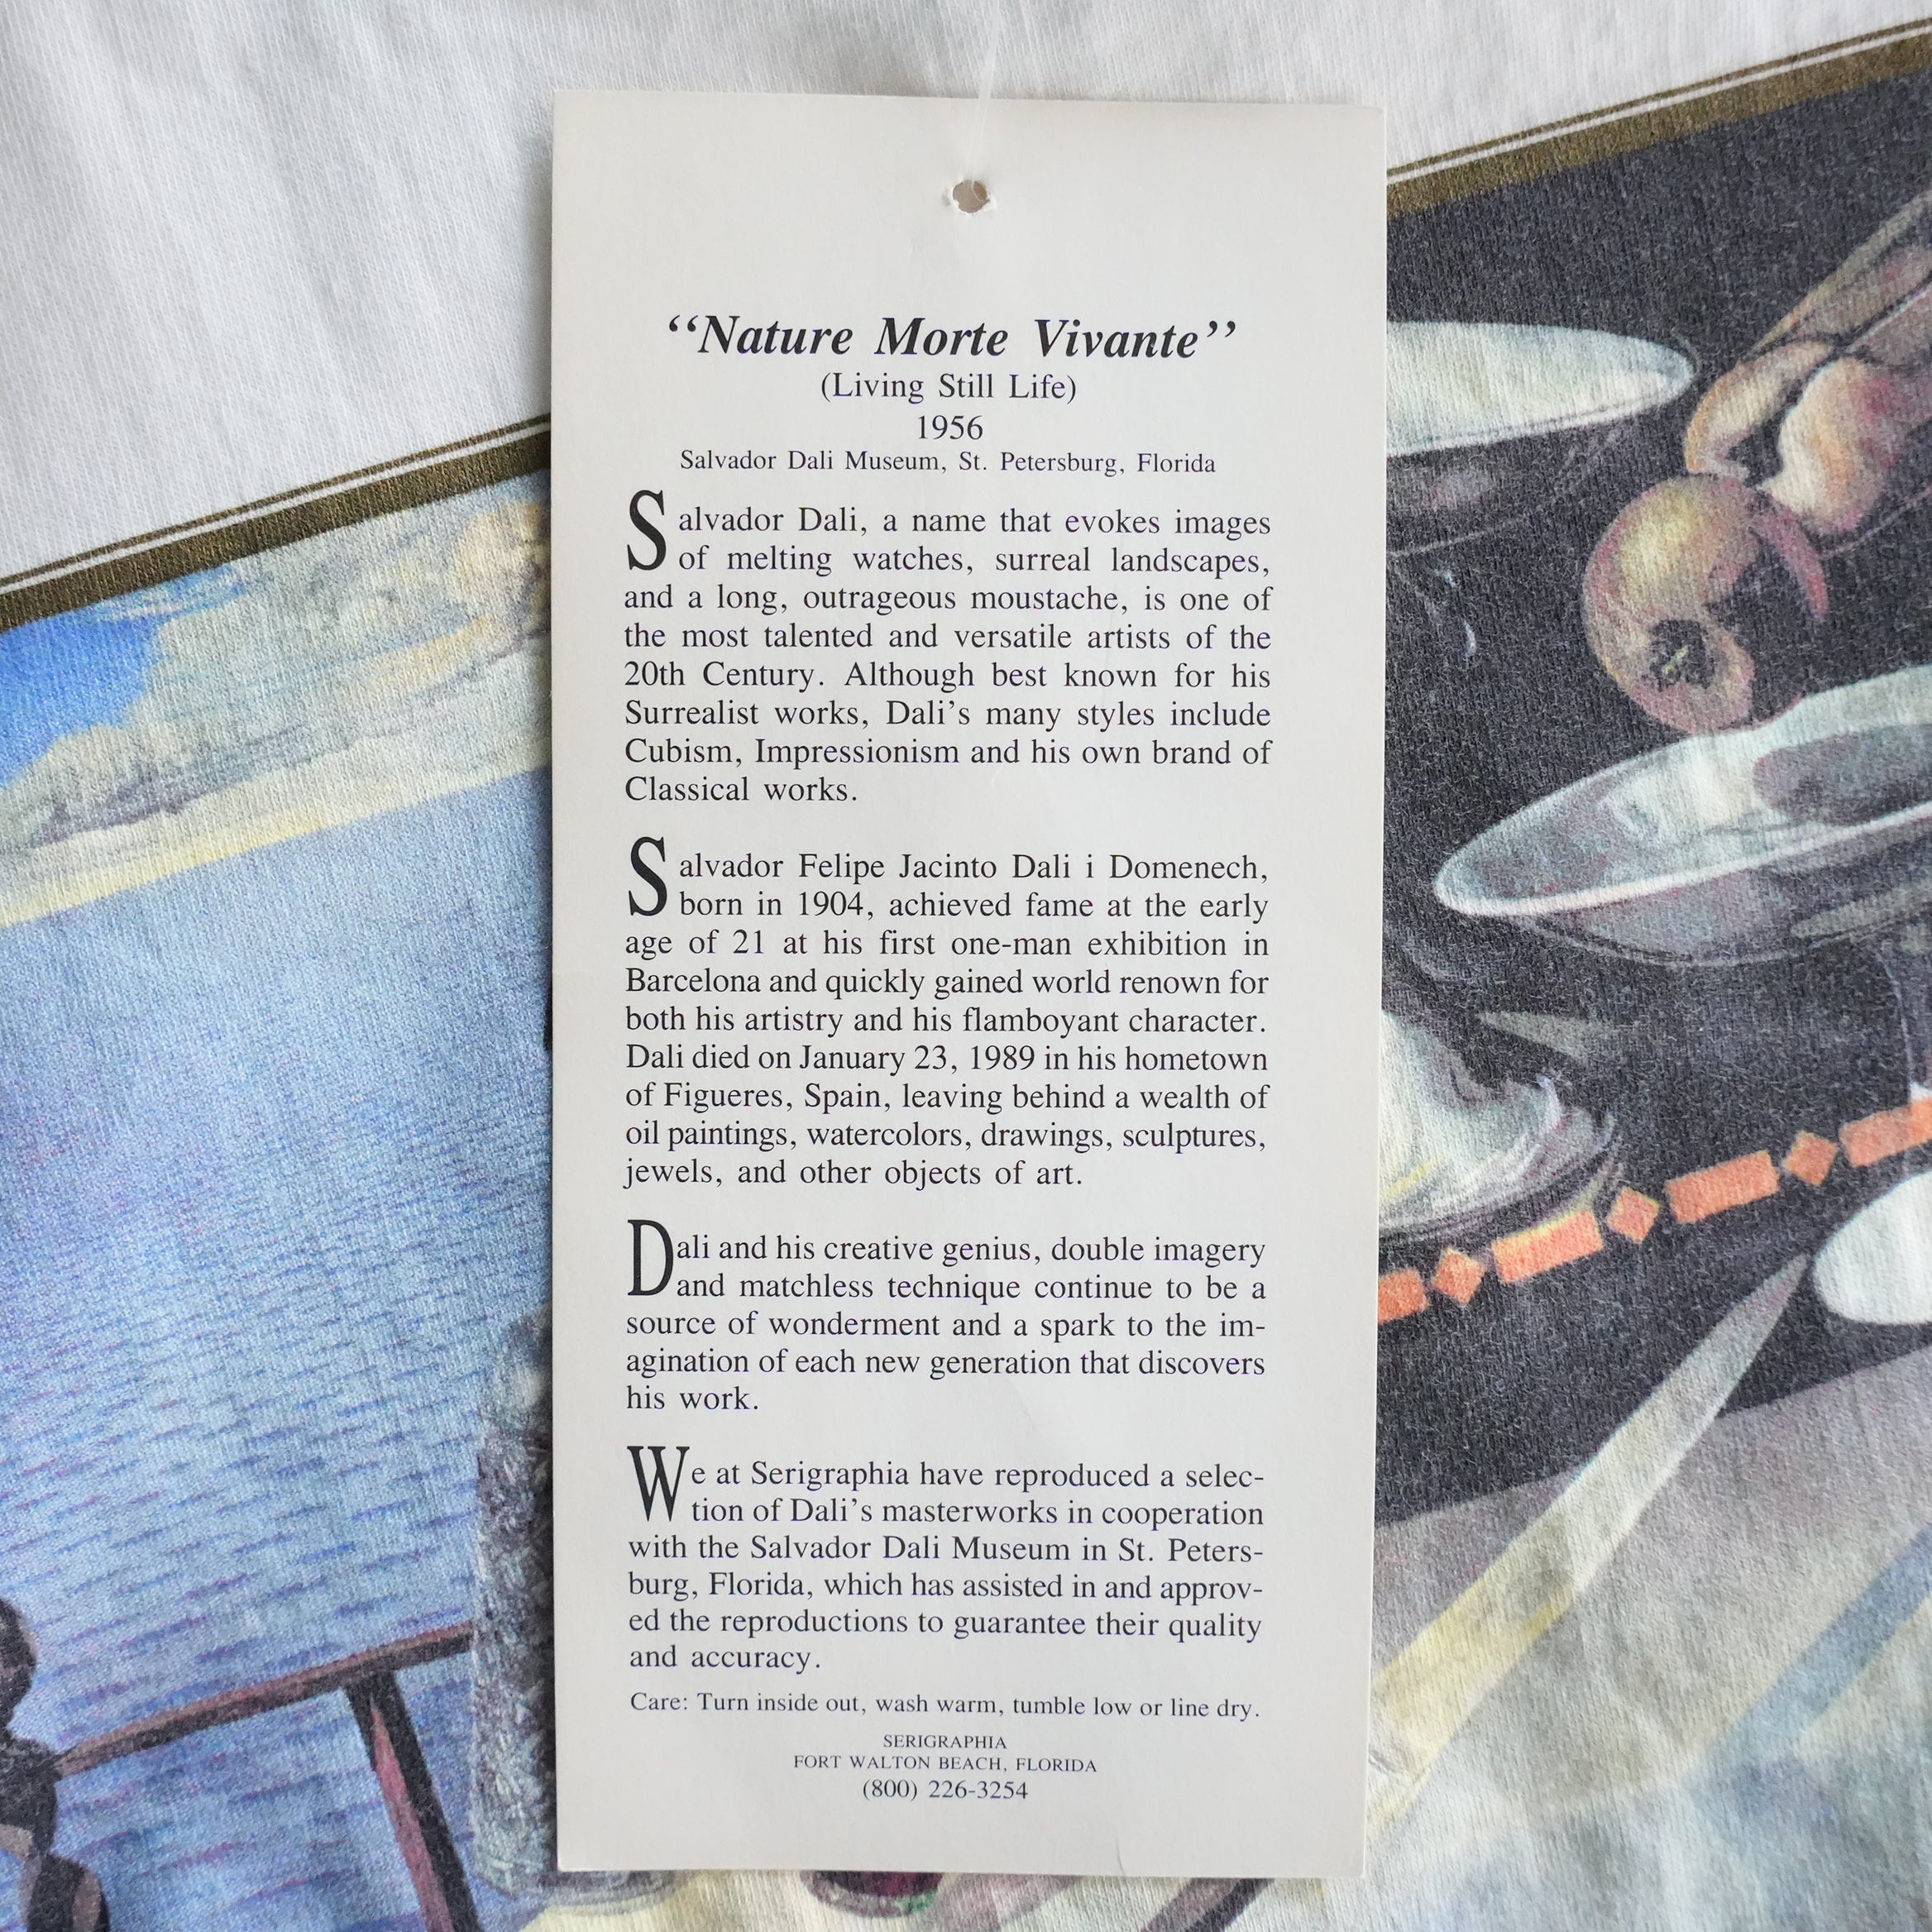 “Nature Morte Vivante”
(Living Still Life)
1956
Salvador Dali Museum, St. Petersburg, Florida
Salvador Dali, a name that evokes images
of melting watches, surreal landscapes,
and a long, outrageous moustache, is one of
the most talented and versatile artists of the
20th Century. Although best known for his
Surrealist works, Dali's many styles include
Cubism, Impressionism and his own brand of
Classical works.
Salvador Felipe Jacinto Dali i Domenech,
born in 1904, achieved fame at the early
age of 21 at his first one-man exhibition in
Barcelona and quickly gained world renown for
both his artistry and his flamboyant character.
Dali died on January 23, 1989 in his hometown
of Figueres, Spain, leaving behind a wealth of
oil paintings, watercolors, drawings, sculptures,
jewels, and other objects of art.
Dali and his creative genius, double imagery
and matchless technique continue to be a
source of wonderment and a spark to the im-
agination of each new generation that discovers
his work.
We at Serigraphia have reproduced a selec-
tion of Dali's masterworks in cooperation
with the Salvador Dali Museum in St. Peters-
burg, Florida, which has assisted in and approv-
ed the reproductions to guarantee their quality
and accuracy.
Care: Turn inside out, wash warm, tumble low or line dry.
SERIGRAPHIA
FORT WALTON BEACH, FLORIDA
(800) 226-3254